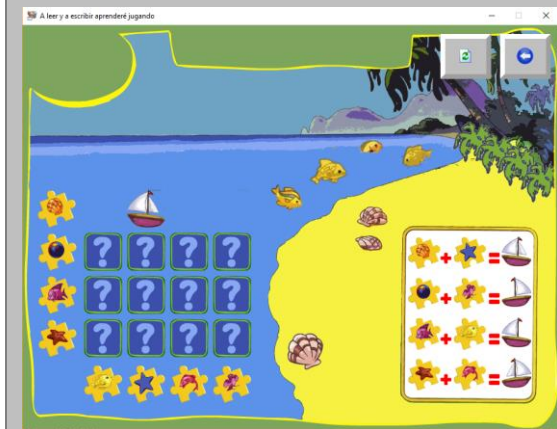 A leer y a escribir aprenderé jugando
? ? ? ?
? ? ? ?
? ? ? ?
+ =
+ =
+ =
+ =